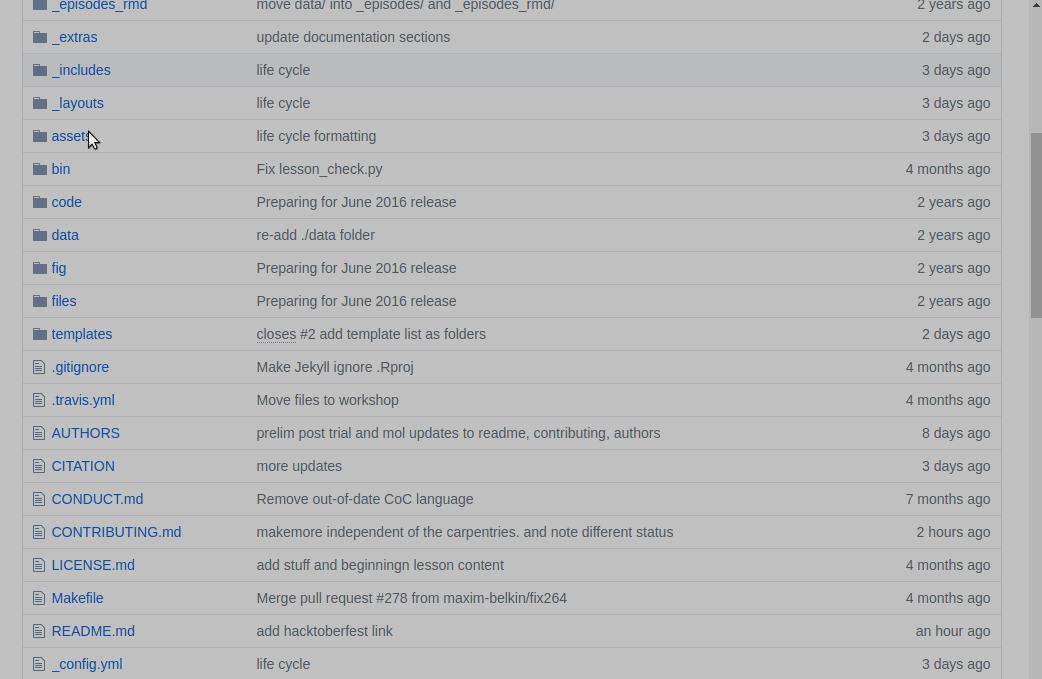 _episodes_rmd move data/ into _episodes/ and _episodes_rmd/ 2 years ago
_extras update documentation sections 2 days ago
_includes life cycle 3 days ago
_layouts life cycle 3 days ago
assets life cycle formatting 3 days ago
bin Fix lesson_check.py 4 months ago
code Preparing for June 2016 release 2 years ago
data re-add ./data folder 2 years ago
fig Preparing for June 2016 release 2 years ago
files Preparing for June 2016 release 2 years ago
templates closes #2 add template list as folders 2 days ago
.gitignore Make Jekyll ignore .Rproj 4 months ago
.travis.yml Move files to workshop 4 months ago
AUTHORS prelim post trial and mol updates to readme, contributing, authors 8 days ago
CITATION more updates 3 days ago
CONDUCT.md Remove out-of-date CoC language 7 months ago
CONTRIBUTING.md makemore independent of the carpentries. and note different status 2 hours ago
LICENSE.md add stuff and beginningn lesson content 4 months ago
Makefile Merge pull request #278 from maxim-belkin/fix264 4 months ago
README.md add hacktoberfest link an hour ago
_config.yml life cycle 3 days ago